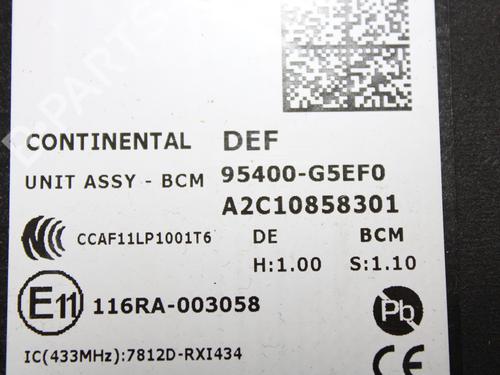 CONTINENTAL DEF
UNIT ASSY - BCM 95400-G5EF0
A2C10858301
CCAF11LP1001T6 DE BCM
H:1.00 S:1.10
E11 116RA-003058 Pb
IC(433MHz):7812D-RXI434 CE